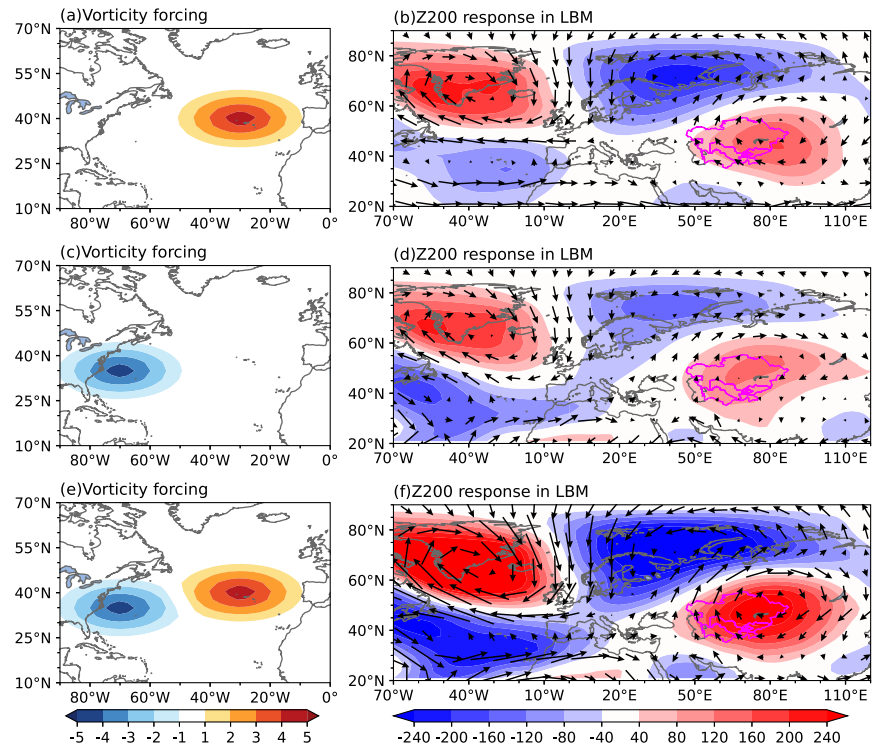 (a)Vorticity forcing
(b)Z200 response in LBM
70°N
55°N
40°N
25°N
10°N
80°W 60°W 40°W 20°W 0°
80°N
60°N
40°N
20°N
70°W 40°W 10°W 20°E 50°E 80°E 110°E
(c)Vorticity forcing
(d)Z200 response in LBM
70°N
55°N
40°N
25°N
10°N
80°W 60°W 40°W 20°W 0°
80°N
60°N
40°N
20°N
70°W 40°W 10°W 20°E 50°E 80°E 110°E
(e)Vorticity forcing
(f)Z200 response in LBM
70°N
55°N
40°N
25°N
10°N
80°W 60°W 40°W 20°W 0°
80°N
60°N
40°N
20°N
70°W 40°W 10°W 20°E 50°E 80°E 110°E
-5 -4 -3 -2 -1 1 2 3 4 5
-240 -200 -160 -120 -80 -40 40 80 120 160 200 240